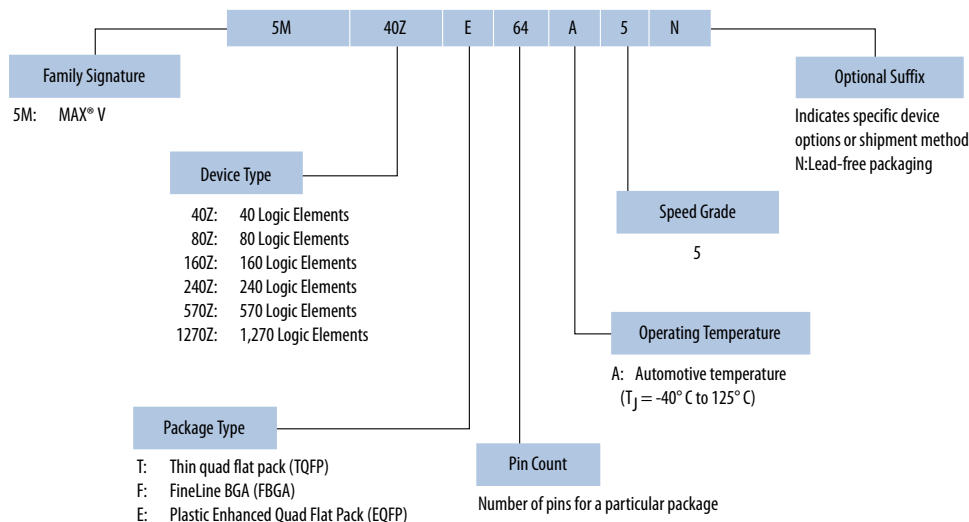 5M 40Z E 64 A 5 N
Family Signature
5M: MAX® V
Optional Suffix
Indicates specific device
options or shipment method
N:Lead-free packaging
Device Type
40Z: 40 Logic Elements
80Z: 80 Logic Elements
160Z: 160 Logic Elements
240Z: 240 Logic Elements
570Z: 570 Logic Elements
1270Z: 1,270 Logic Elements
Speed Grade
5
Operating Temperature
A: Automotive temperature
(TJ = -40° C to 125° C)
Package Type
T: Thin quad flat pack (TQFP)
F: FineLine BGA (FBGA)
E: Plastic Enhanced Quad Flat Pack (EQFP)
Pin Count
Number of pins for a particular package